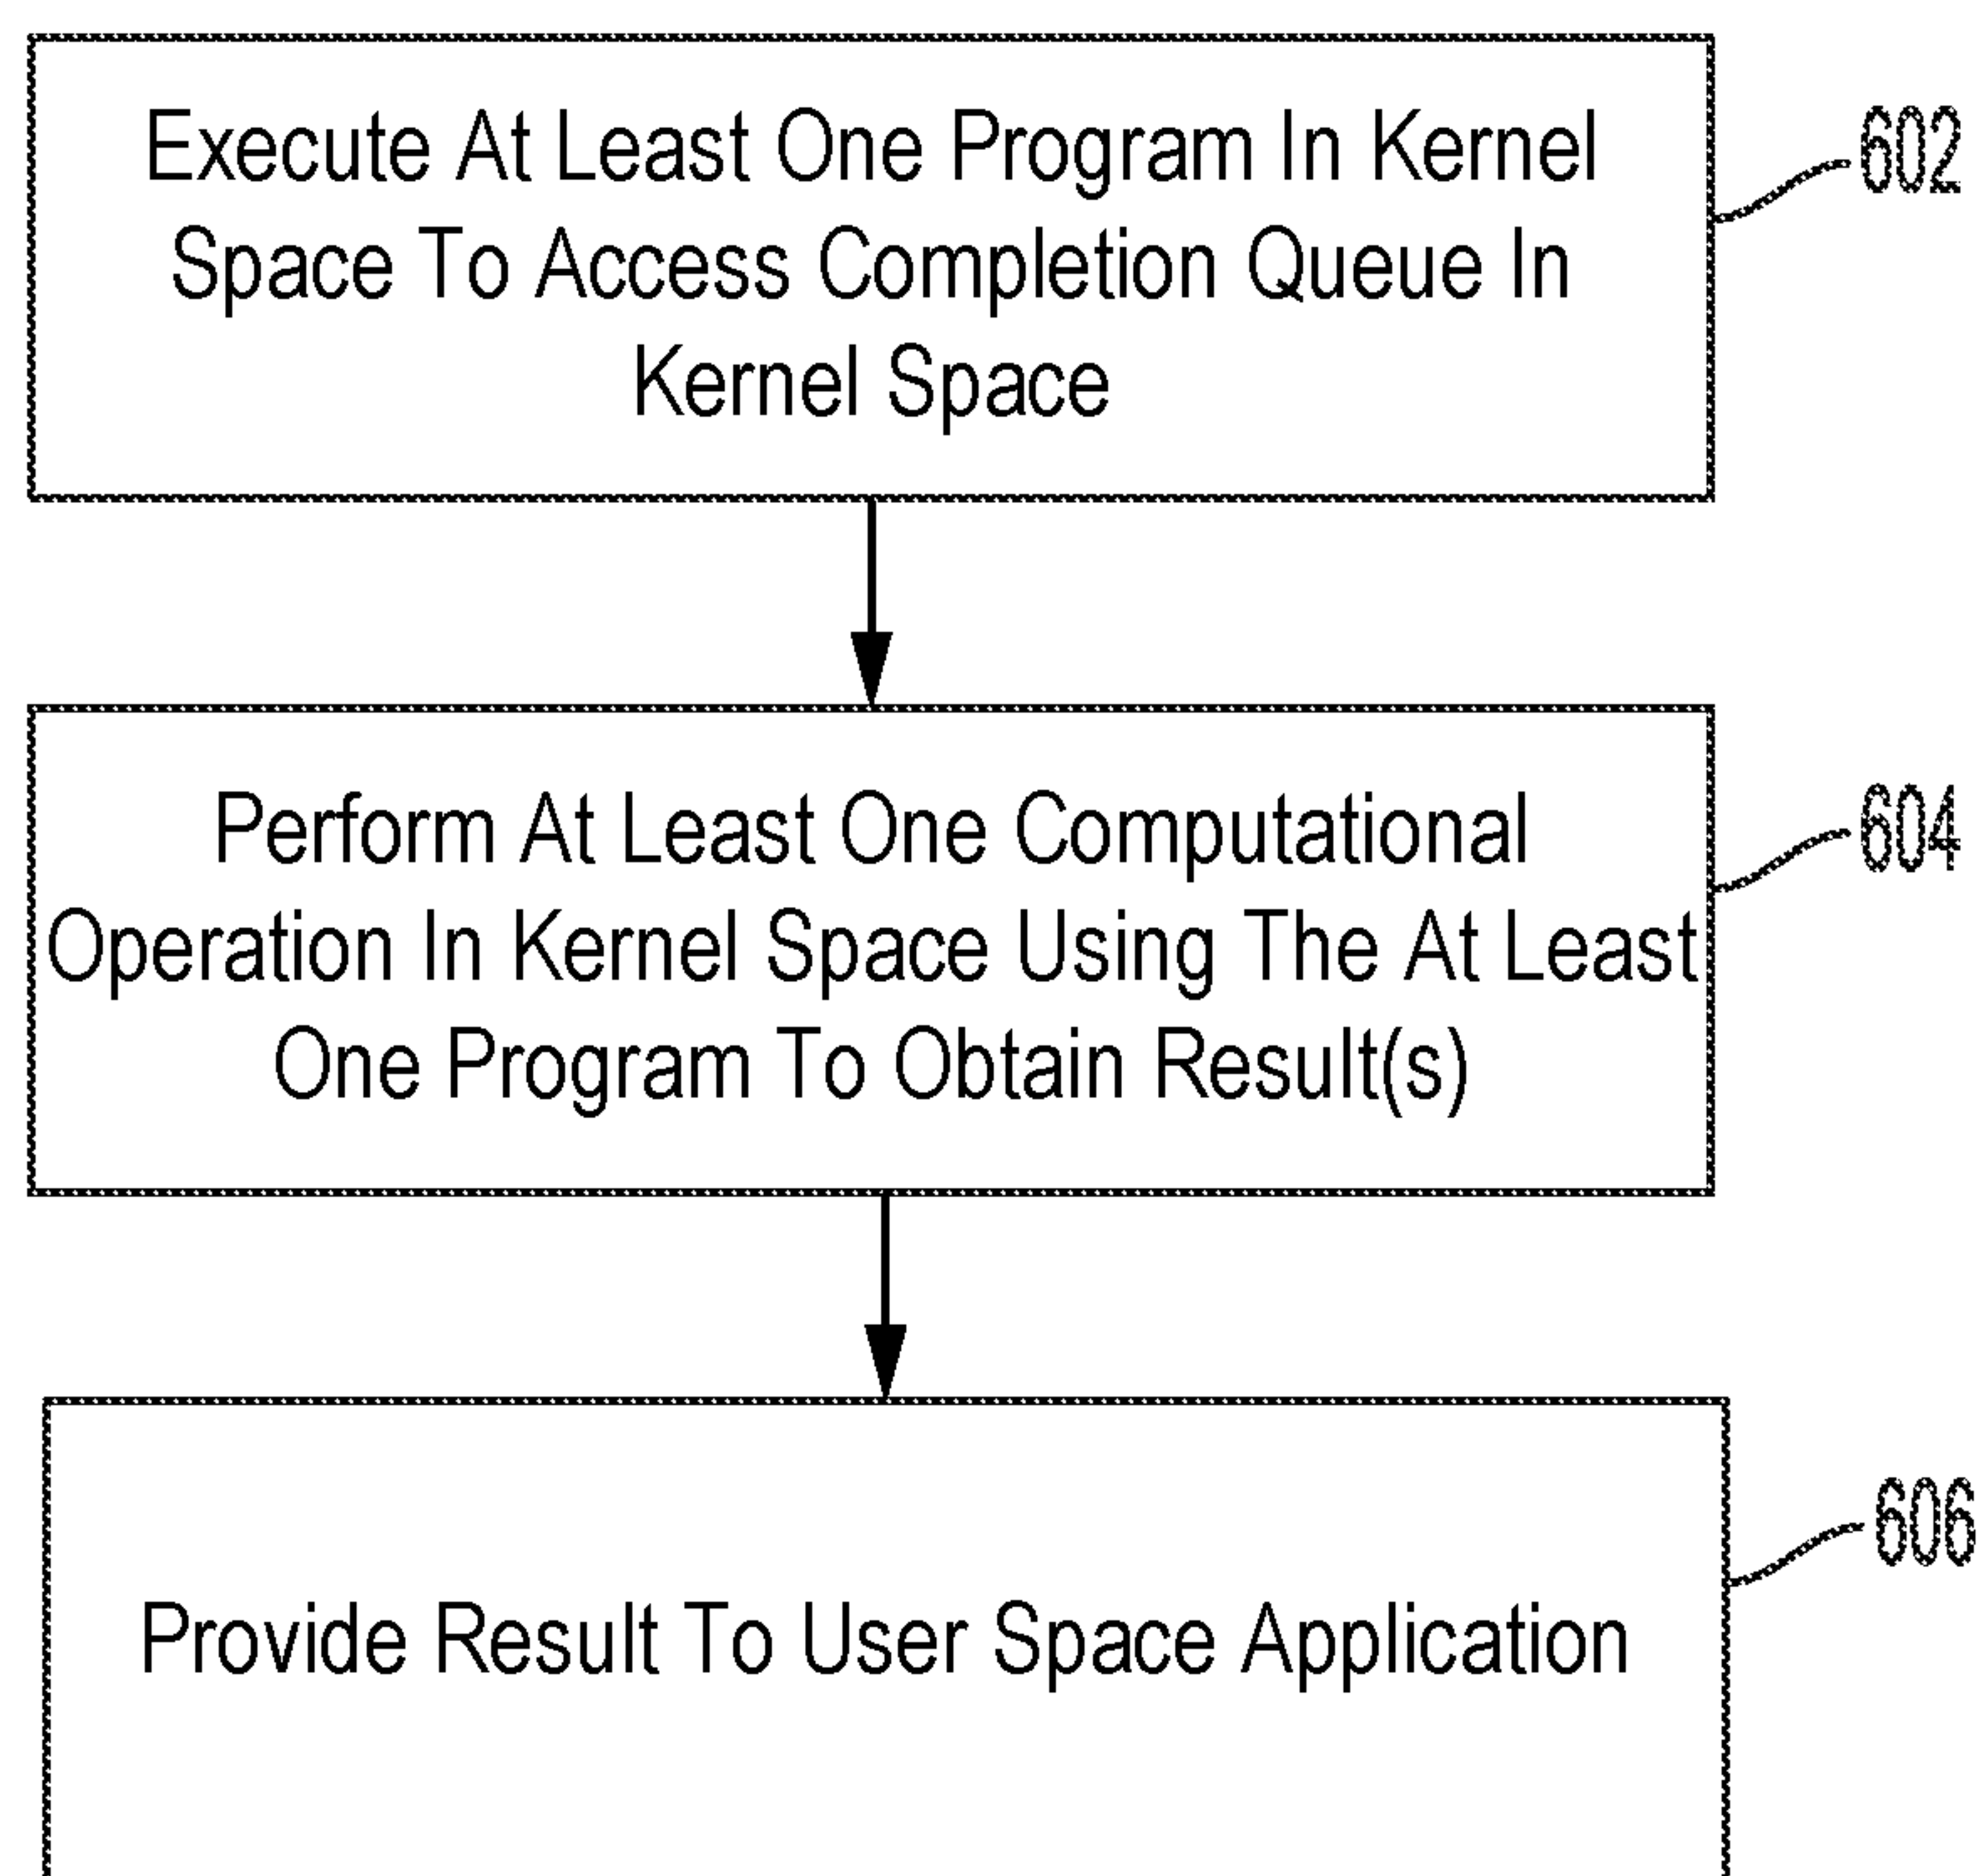 Execute At Least One Program In Kernel
Space To Access Completion Queue In
Kernel Space
602
Perform At Least One Computational
Operation In Kernel Space Using The At Least
One Program To Obtain Result(s)
604
Provide Result To User Space Application
606